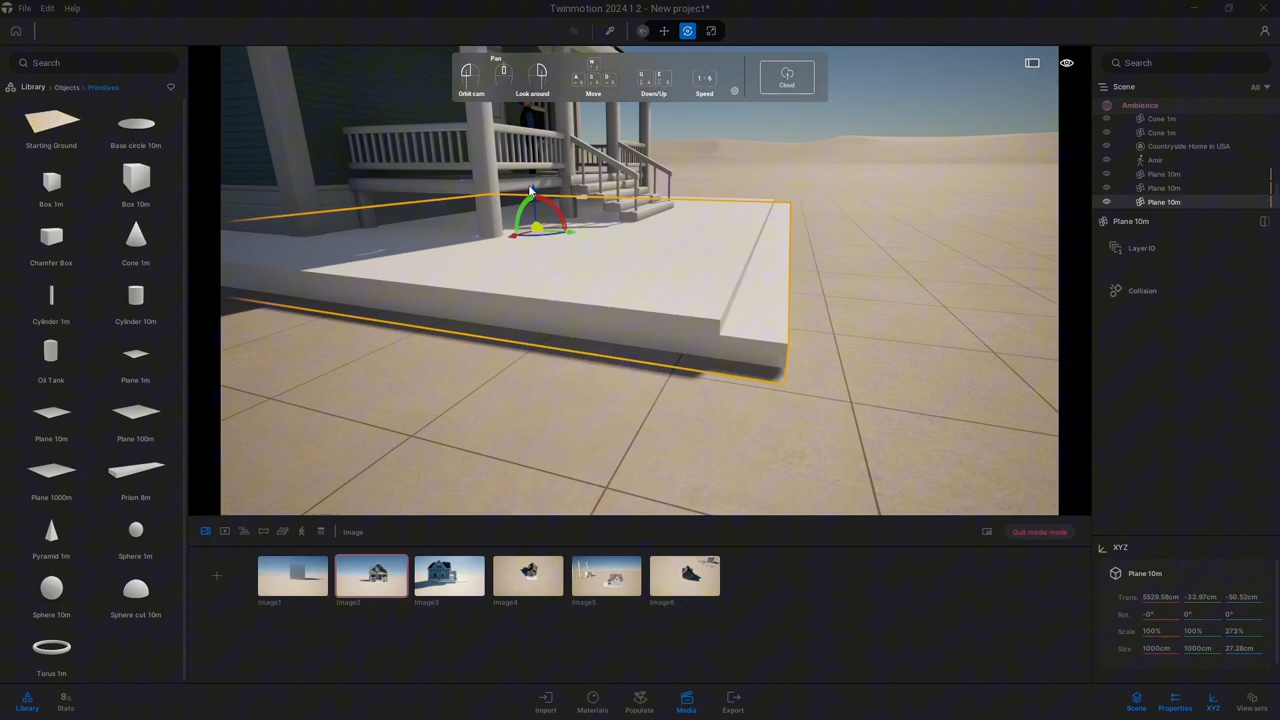 File Edit Help
Twinmotion 2024.1.2 - New project*
Search
Library › Objects › Primitives
Starting Ground
Base circle 10m
Box 1m
Box 10m
Chamfer Box
Cone 1m
Cylinder 1m
Cylinder 10m
Oil Tank
Plane 1m
Plane 10m
Plane 100m
Plane 1000m
Prism 8m
Pyramid 1m
Sphere 1m
Sphere 10m
Sphere cut 10m
Torus 1m
Pan
Orbit cam
Look around
W
A S D
Move
Q E
Down/Up
1 - 6
Speed
Cloud
Search
Scene
All
Ambience
Cone 1m
Cone 1m
Countryside Home in USA
Amir
Plane 10m
Plane 10m
Plane 10m
Plane 10m
Layer ID
Collision
Image
Quit media mode
Image1
Image2
Image3
Image4
Image5
Image6
XYZ
Plane 10m
Trans. 5529.58cm -33.97cm -50.52cm
Rot. -0° 0° 0°
Scale 100% 100% 273%
Size 1000cm 1000cm 27.28cm
Library
Stats
Import
Materials
Populate
Media
Export
Scene
Properties
XYZ
View sets